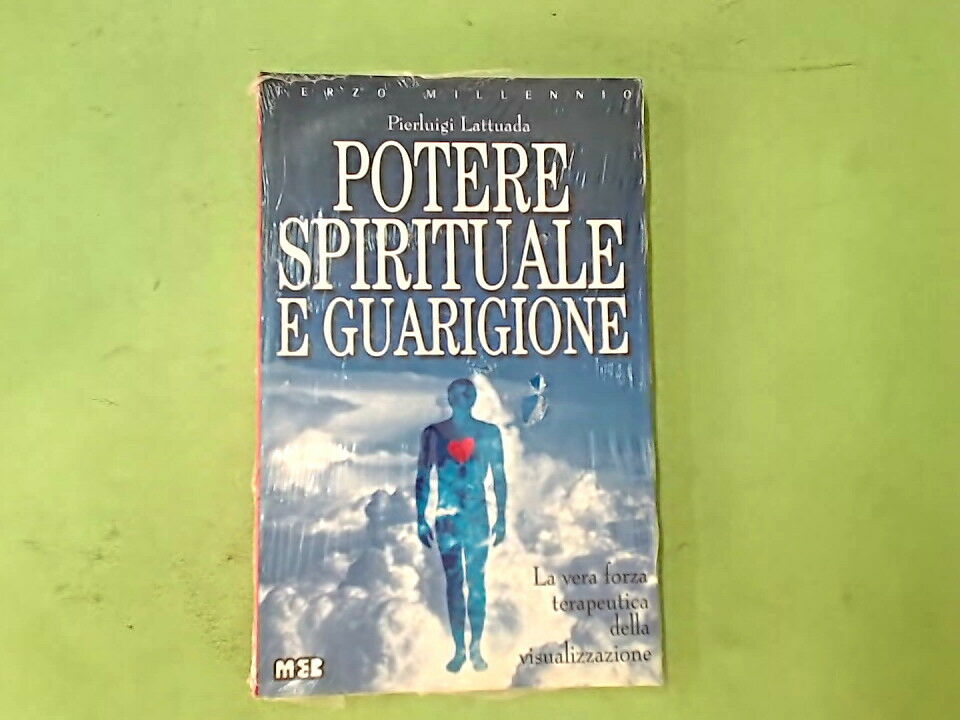 TERZO MILLENNIO
Pierluigi Lattuada
POTERE
SPIRITUALE
E GUARIGIONE
La vera forza
terapeutica
della
visualizzazione
MEB